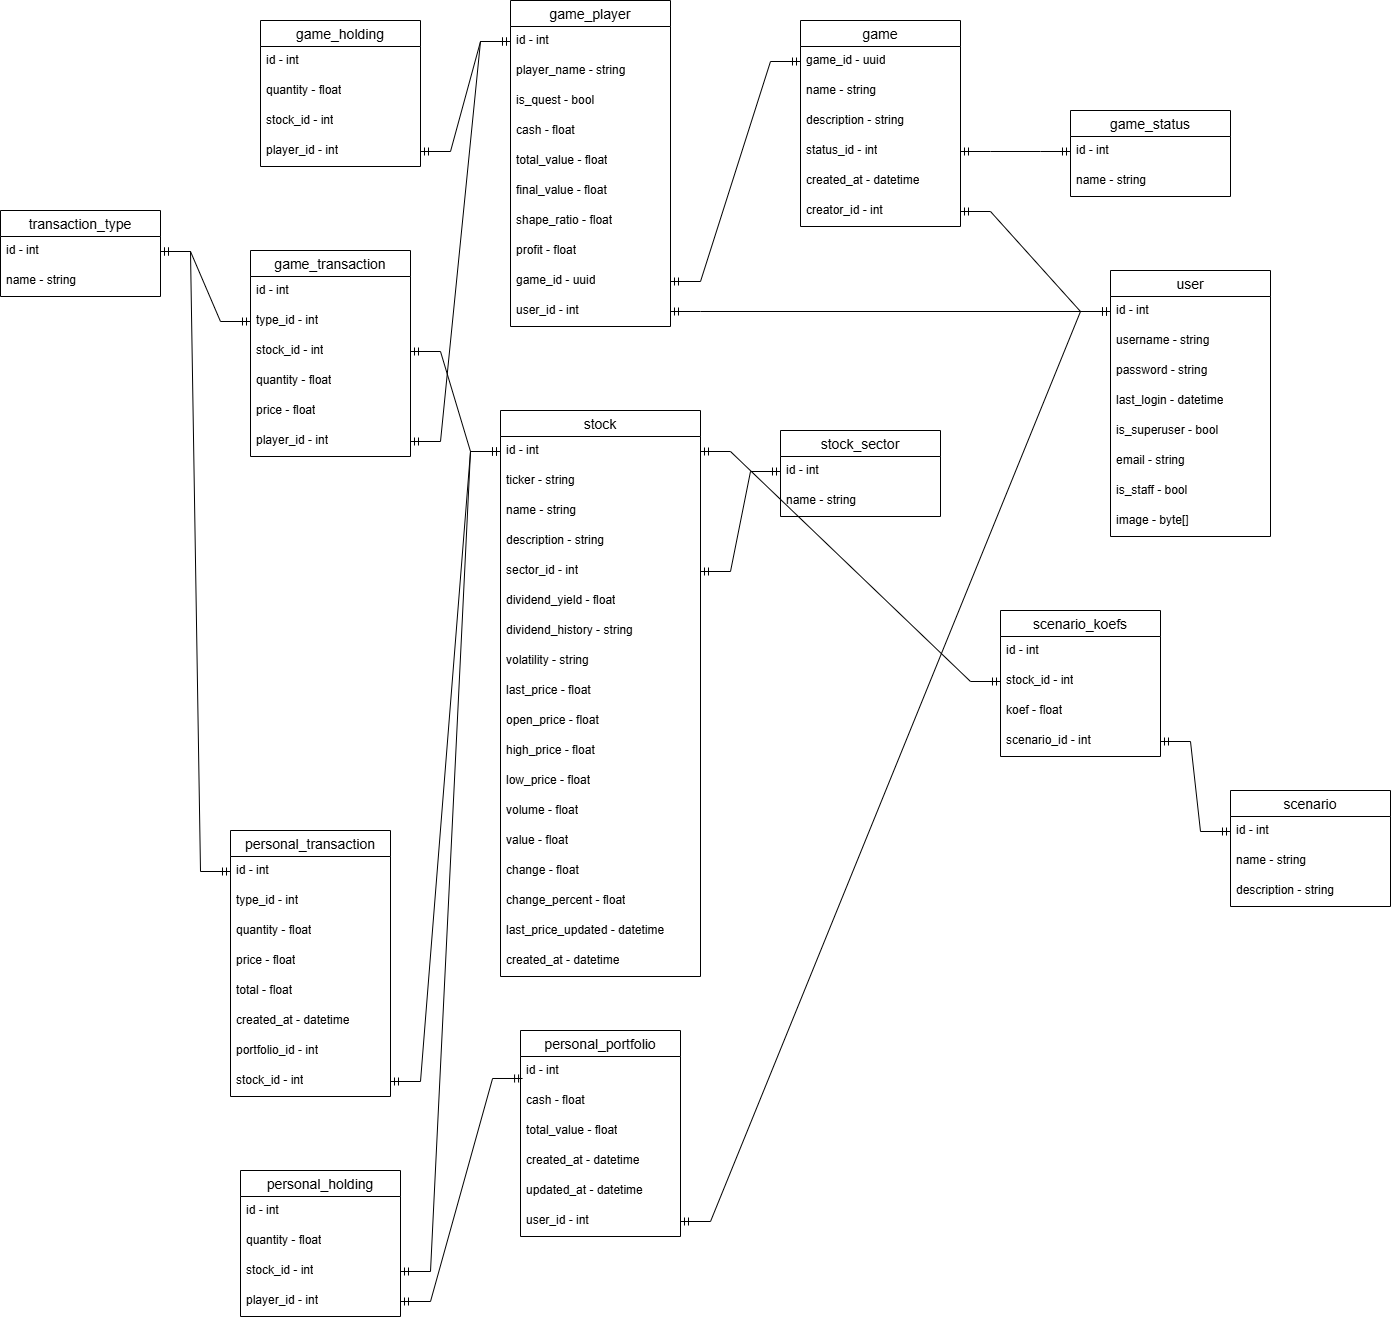 game_holding
id - int
quantity - float
stock_id - int
player_id - int
game_player
id - int
player_name - string
is_quest - bool
cash - float
total_value - float
final_value - float
shape_ratio - float
profit - float
game_id - uuid
user_id - int
game
game_id - uuid
name - string
description - string
status_id - int
created_at - datetime
creator_id - int
game_status
id - int
name - string
transaction_type
id - int
name - string
game_transaction
id - int
type_id - int
stock_id - int
quantity - float
price - float
player_id - int
user
id - int
username - string
password - string
last_login - datetime
is_superuser - bool
email - string
is_staff - bool
image - byte[]
stock
id - int
ticker - string
name - string
description - string
sector_id - int
dividend_yield - float
dividend_history - string
volatility - string
last_price - float
open_price - float
high_price - float
low_price - float
volume - float
value - float
change - float
change_percent - float
last_price_updated - datetime
created_at - datetime
stock_sector
id - int
name - string
scenario_koefs
id - int
stock_id - int
koef - float
scenario_id - int
scenario
id - int
name - string
description - string
personal_transaction
id - int
type_id - int
quantity - float
price - float
total - float
created_at - datetime
portfolio_id - int
stock_id - int
personal_portfolio
id - int
cash - float
total_value - float
created_at - datetime
updated_at - datetime
user_id - int
personal_holding
id - int
quantity - float
stock_id - int
player_id - int